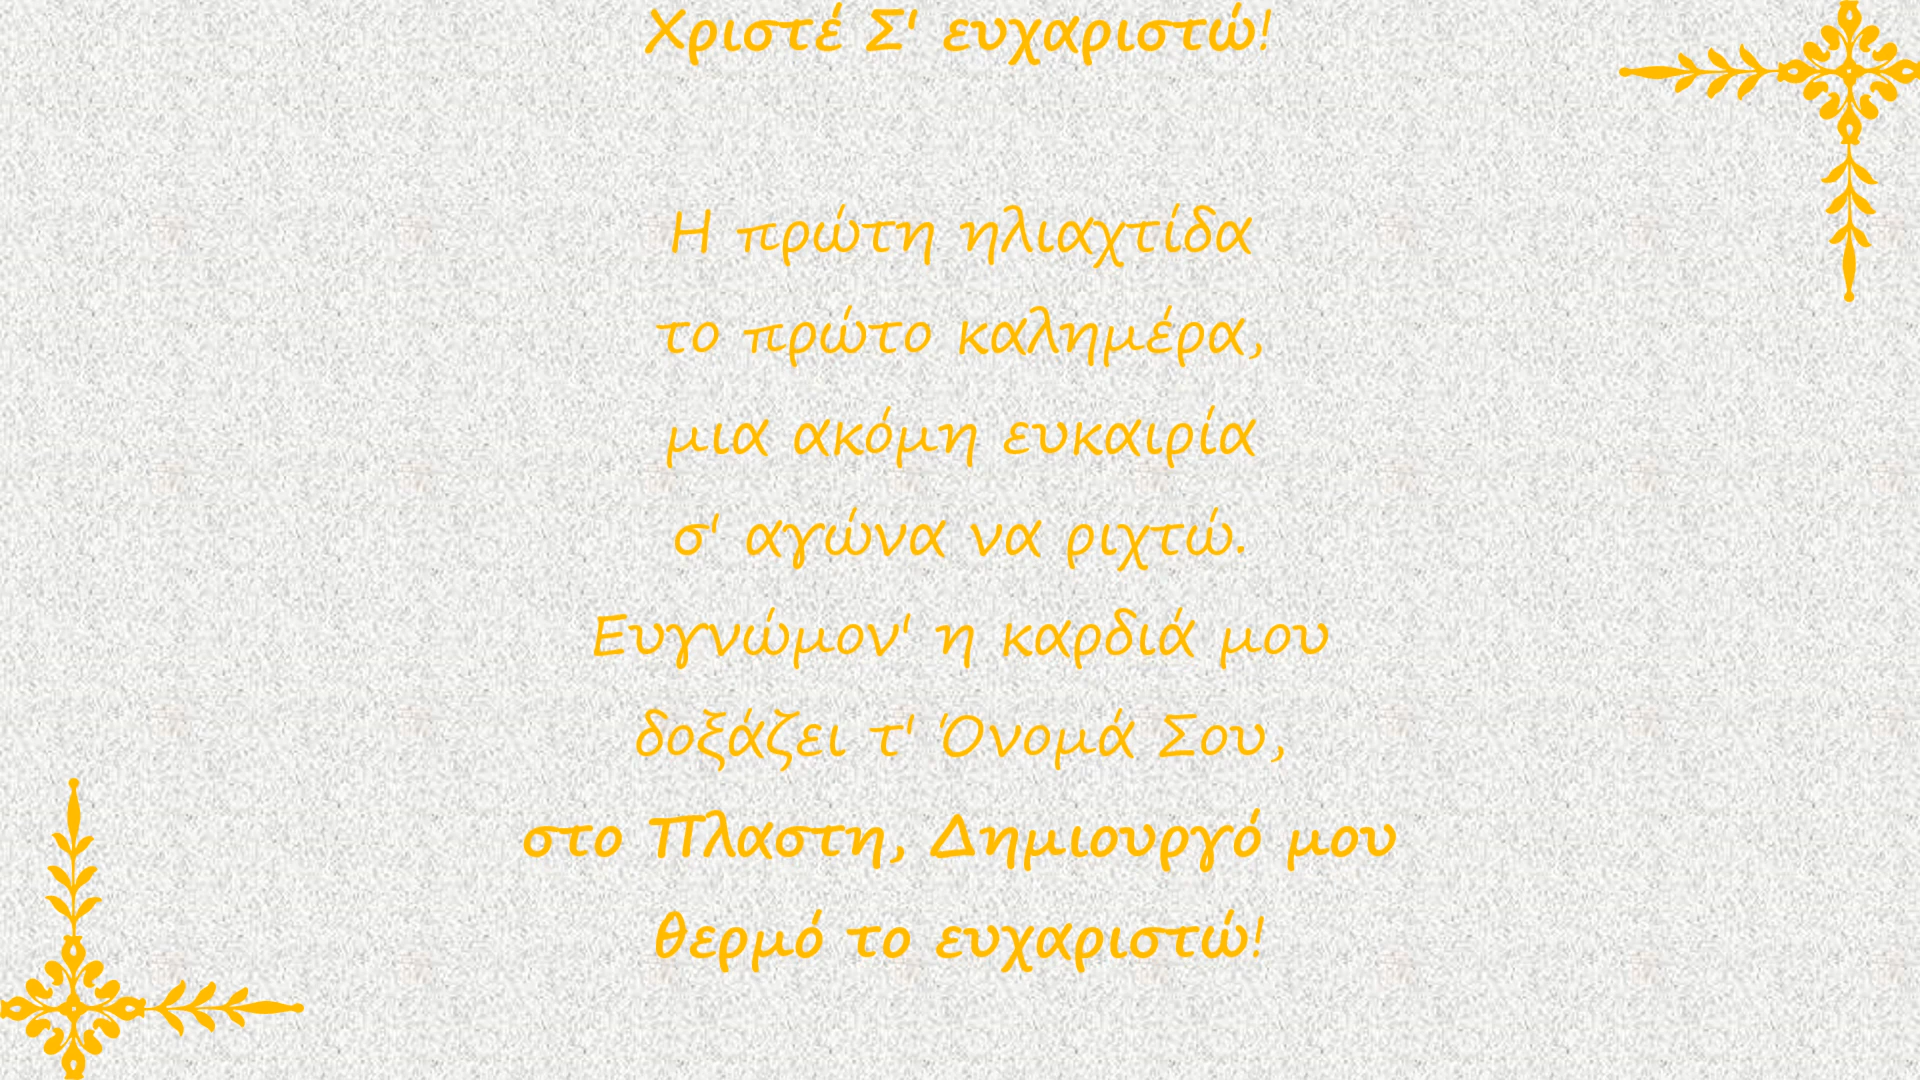 Χριστέ Σ' ευχαριστώ!
Η πρώτη ηλιαχτίδα
το πρώτο καλημέρα,
μια ακόμη ευκαιρία
σ' αγώνα να ριχτώ.
Ευγνώμον' η καρδιά μου
δοξάζει τ' Όνομά Σου,
στο Πλαστη, Δημιουργό μου
θερμό το ευχαριστώ!